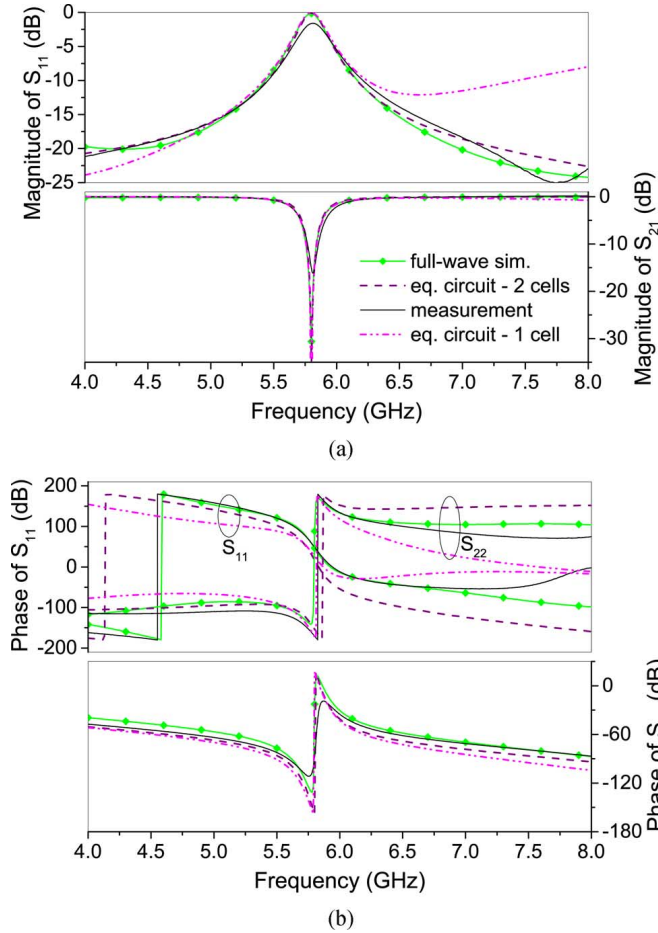 Magnitude of S11 (dB)
0
-5
-10
-15
-20
-25
0
-10
-20
-30
Magnitude of S21 (dB)
full-wave sim.
eq. circuit - 2 cells
measurement
eq. circuit - 1 cell
4.0 4.5 5.0 5.5 6.0 6.5 7.0 7.5 8.0
Frequency (GHz)
(a)
Phase of S11 (dB)
200
100
0
-100
-200
S11
S22
0
-60
-120
-180
Phase of S (dB)
4.0 4.5 5.0 5.5 6.0 6.5 7.0 7.5 8.0
Frequency (GHz)
(b)